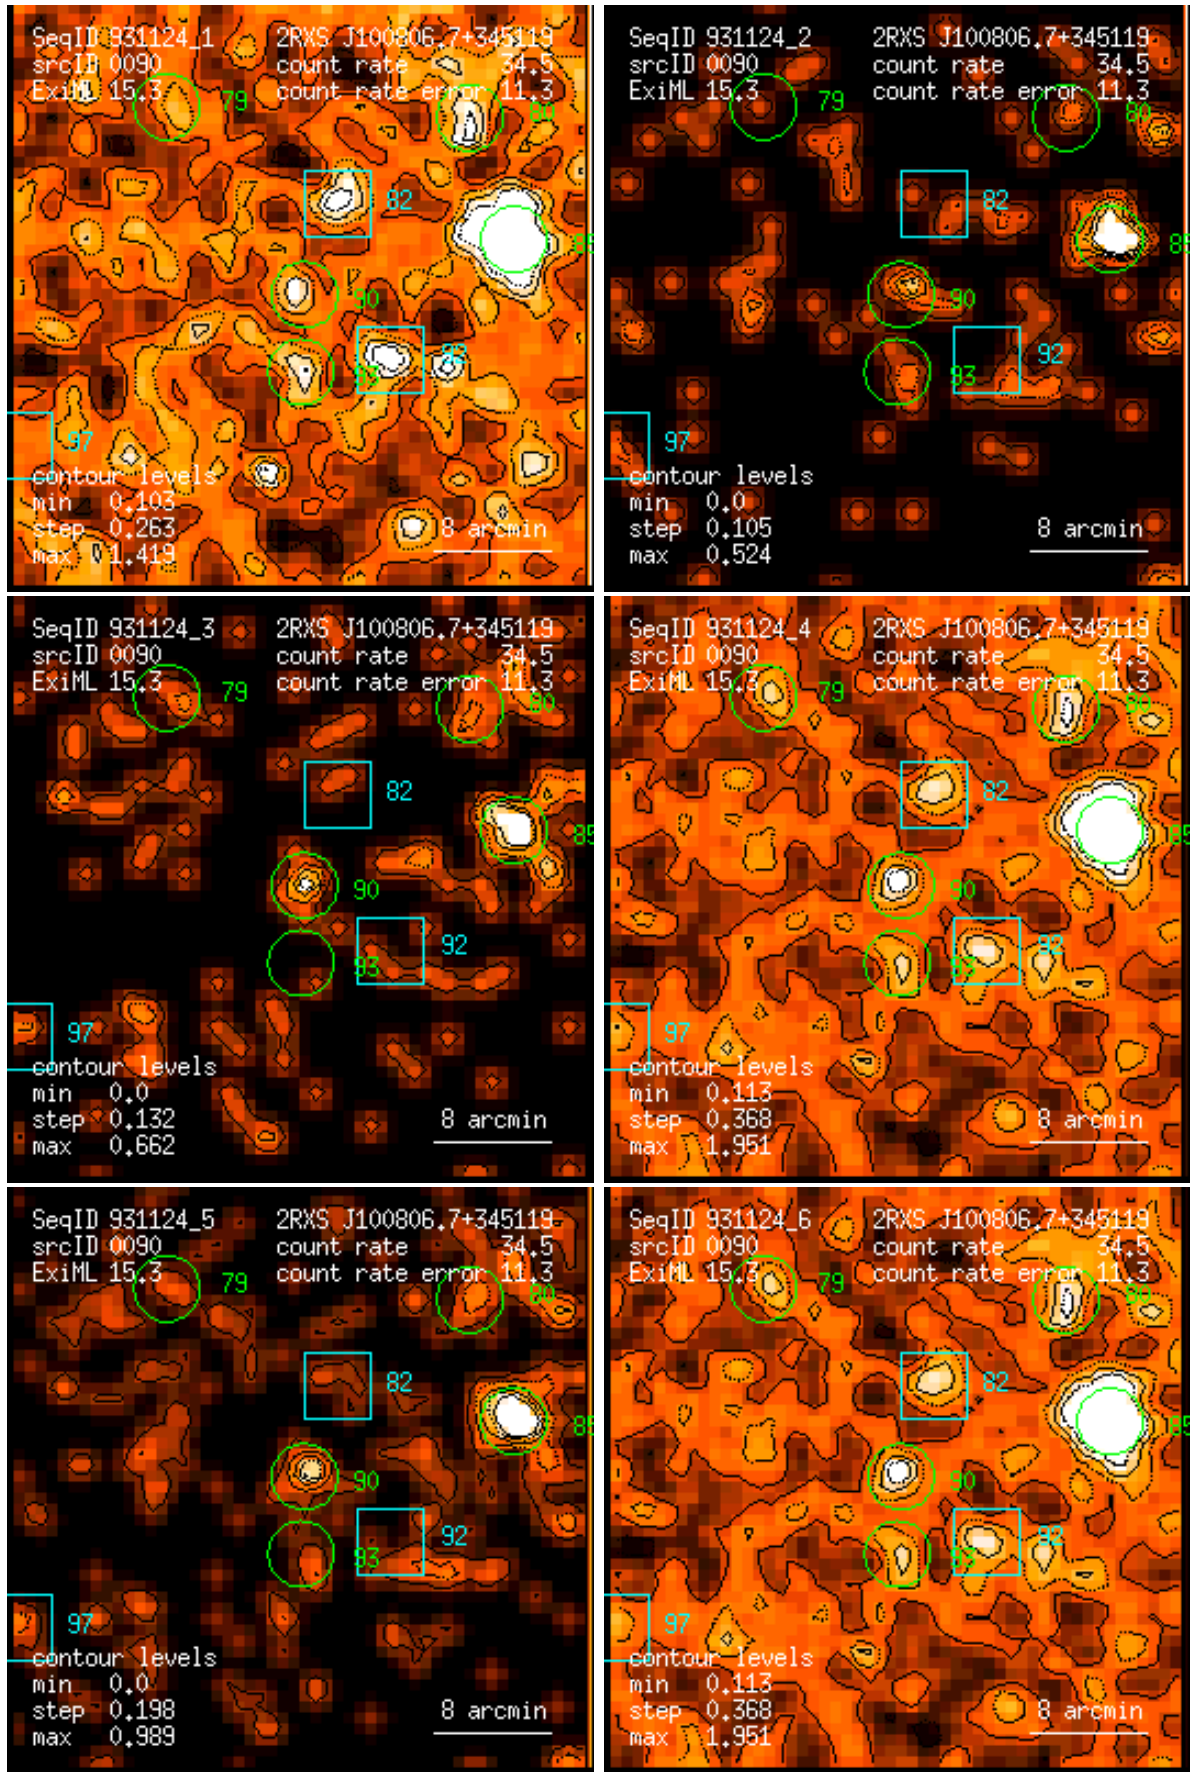 SeqID 931124_1 2RXS J100806.7+345119
srcID 0090 count rate 34.5
ExiML 15.3 count rate error 11.3
79
80
82
85
90
92
93
97
contour levels
min 0.103
step 0.263
max 1.419
8 arcmin
SeqID 931124_2 2RXS J100806.7+345119
srcID 0090 count rate 34.5
ExiML 15.3 count rate error 11.3
79
80
82
85
90
92
93
97
contour levels
min 0.0
step 0.105
max 0.524
8 arcmin
SeqID 931124_3 2RXS J100806.7+345119
srcID 0090 count rate 34.5
ExiML 15.3 count rate error 11.3
79
80
82
85
90
92
93
97
contour levels
min 0.0
step 0.132
max 0.662
8 arcmin
SeqID 931124_4 2RXS J100806.7+345119
srcID 0090 count rate 34.5
ExiML 15.3 count rate error 11.3
79
80
82
85
90
92
93
97
contour levels
min 0.113
step 0.368
max 1.951
8 arcmin
SeqID 931124_5 2RXS J100806.7+345119
srcID 0090 count rate 34.5
ExiML 15.3 count rate error 11.3
79
80
82
85
90
92
93
97
contour levels
min 0.0
step 0.198
max 0.989
8 arcmin
SeqID 931124_6 2RXS J100806.7+345119
srcID 0090 count rate 34.5
ExiML 15.3 count rate error 11.3
79
80
82
85
90
92
93
97
contour levels
min 0.113
step 0.368
max 1.951
8 arcmin